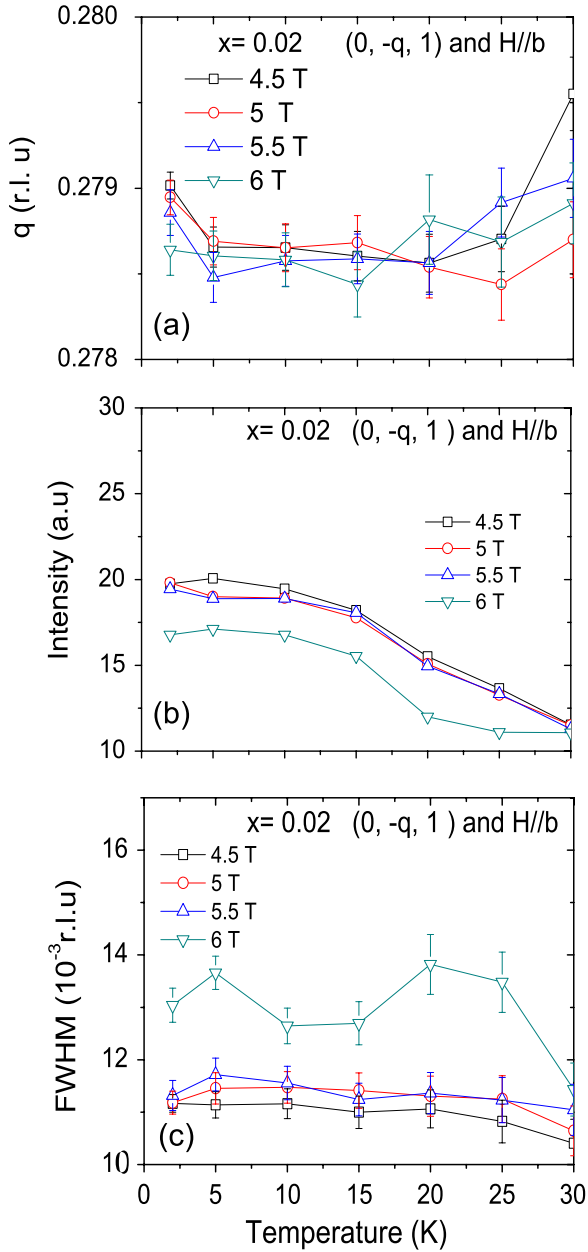 0.280
x= 0.02 (0, -q, 1) and H//b
4.5 T
5 T
5.5 T
6 T
0.279
q (r.l. u)
(a)
0.278
30
x= 0.02 (0, -q, 1 ) and H//b
25
4.5 T
5 T
5.5 T
6 T
20
Intensity (a.u)
15
(b)
10
x= 0.02 (0, -q, 1 ) and H//b
16
4.5 T
5 T
5.5 T
6 T
14
FWHM (10-3r.l.u)
12
(c)
10
0 5 10 15 20 25 30
Temperature (K)